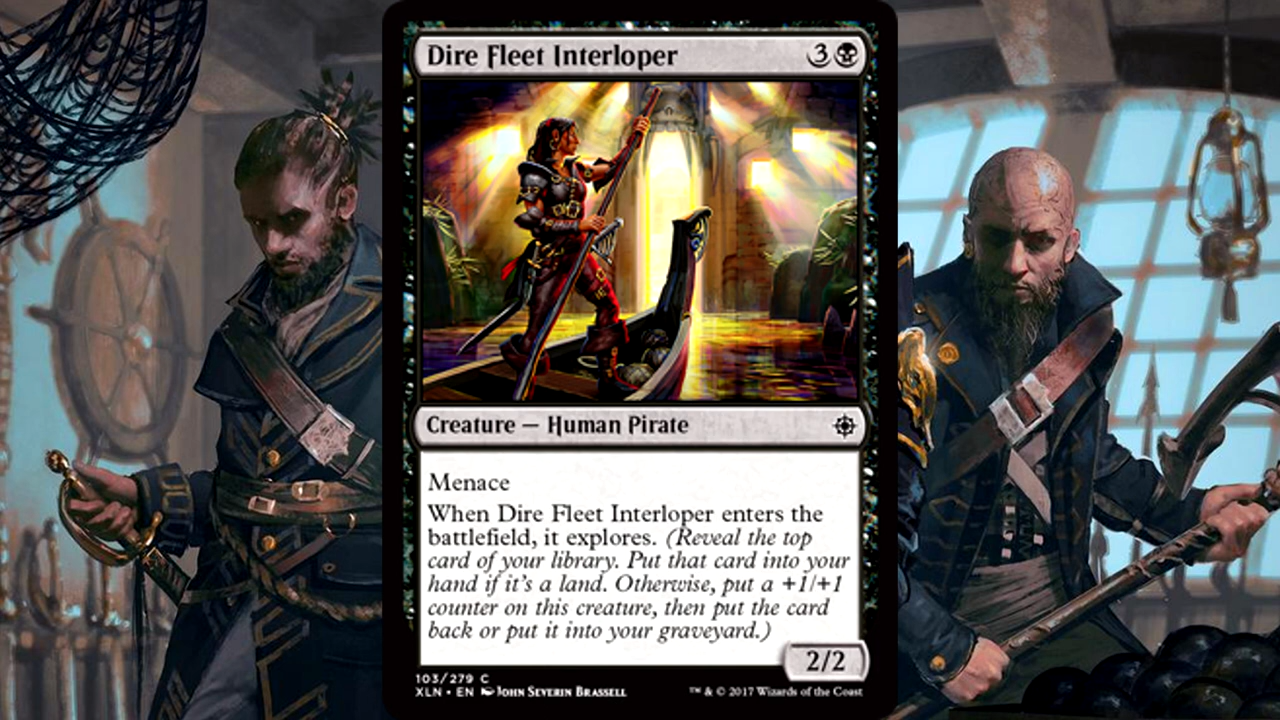 Dire Fleet Interloper 3
Creature — Human Pirate
Menace
When Dire Fleet Interloper enters the
battlefield, it explores. (Reveal the top
card of your library. Put that card into your
hand if it's a land. Otherwise, put a +1/+1
counter on this creature, then put the card
back or put it into your graveyard.)
2/2
103/279 C
XLN • EN John Severin Brassell
™ & © 2017 Wizards of the Coast